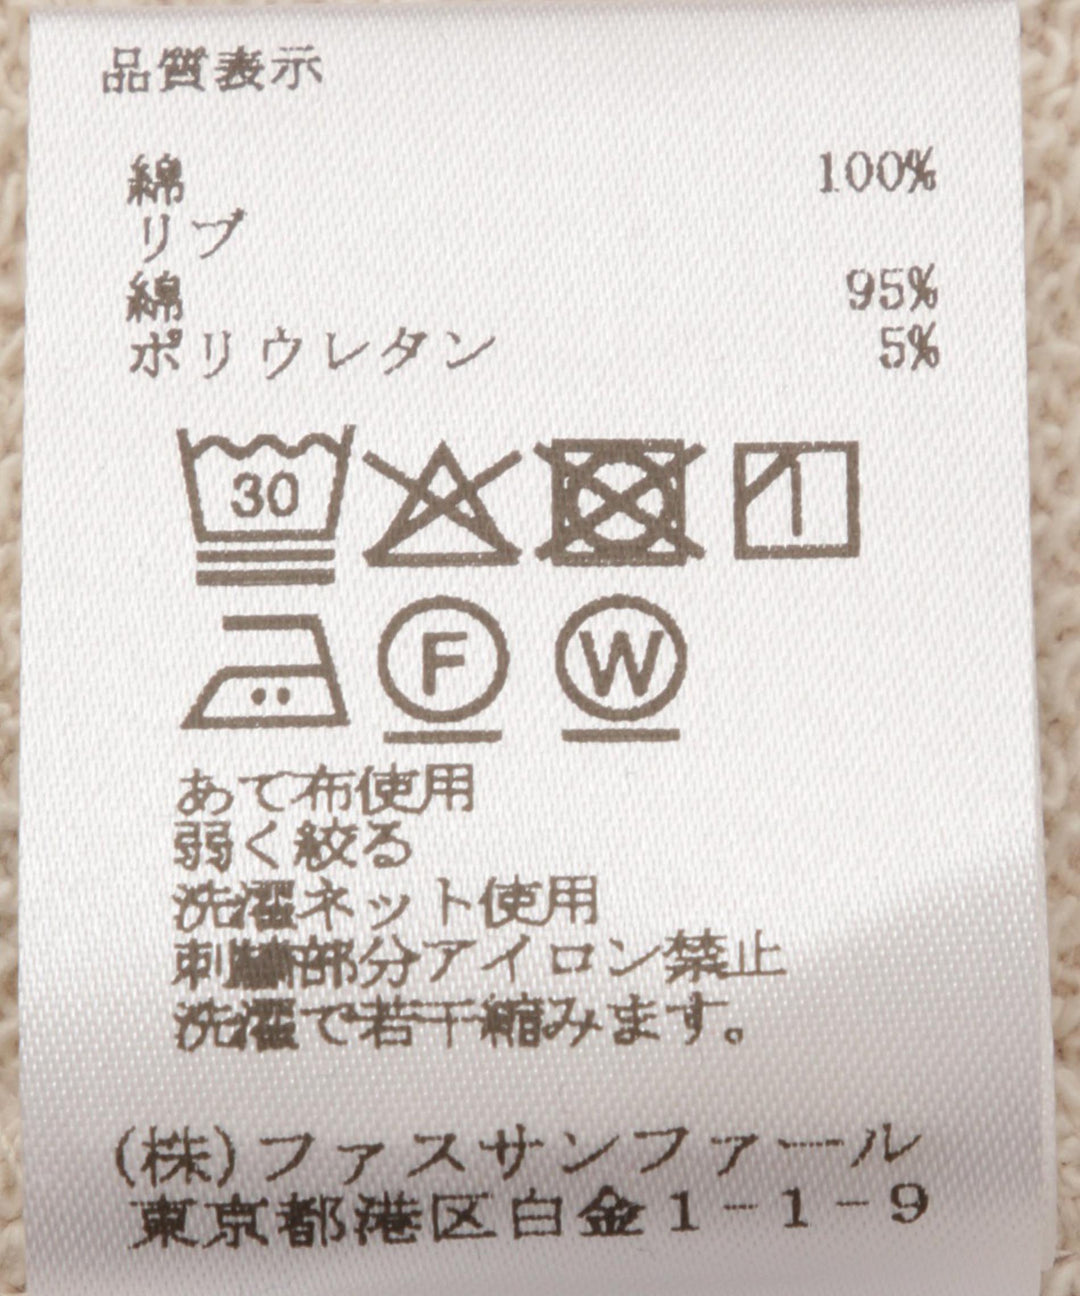 品質表示
綿 100%
リブ
綿 95%
ポリウレタン 5%
30
F W
あて布使用
弱く絞る
洗濯ネット使用
刺繍部分アイロン禁止
洗濯で若干縮みます。
(株)ファスサンファール
東京都港区白金1-1-9